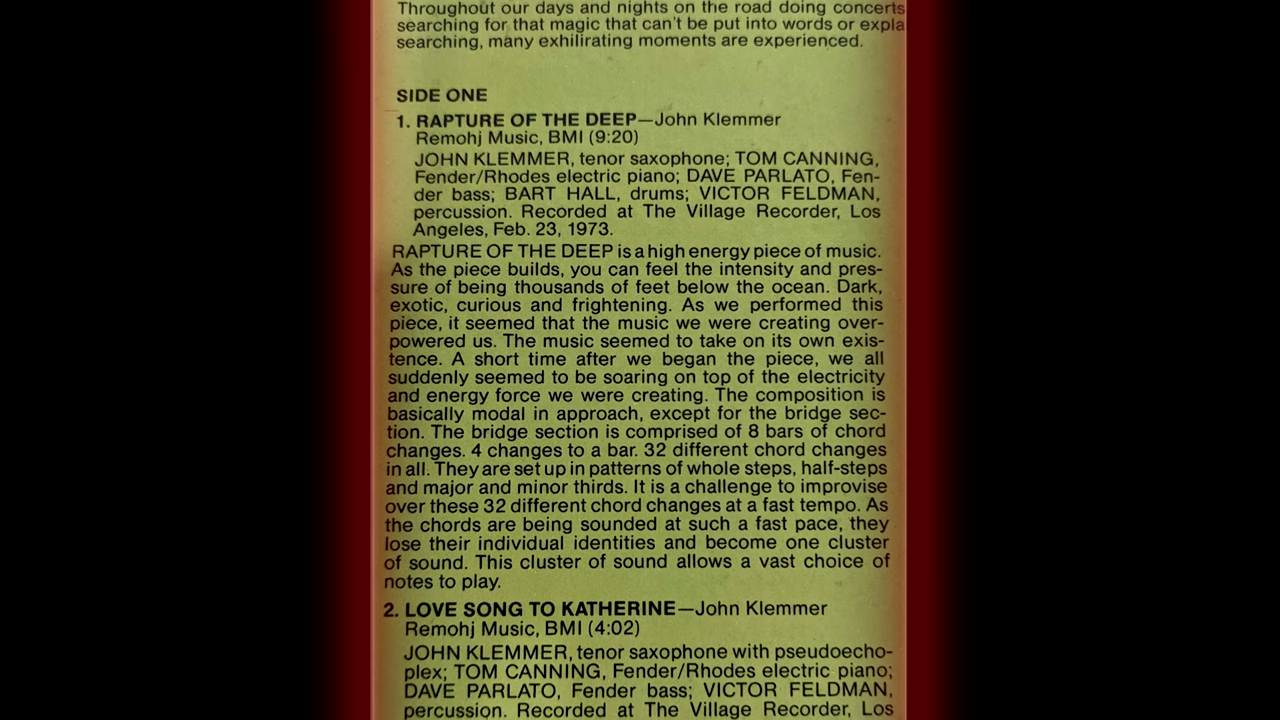 Throughout our days and nights on the road doing concerts
searching for that magic that can't be put into words or expla
searching, many exhilirating moments are experienced.
SIDE ONE
1. RAPTURE OF THE DEEP—John Klemmer
Remohj Music, BMI (9:20)
JOHN KLEMMER, tenor saxophone; TOM CANNING,
Fender/Rhodes electric piano; DAVE PARLATO, Fen-
der bass; BART HALL, drums; VICTOR FELDMAN,
percussion. Recorded at The Village Recorder, Los
Angeles, Feb. 23, 1973.
RAPTURE OF THE DEEP is a high energy piece of music.
As the piece builds, you can feel the intensity and pres-
sure of being thousands of feet below the ocean. Dark,
exotic, curious and frightening. As we performed this
piece, it seemed that the music we were creating over-
powered us. The music seemed to take on its own exis-
tence. A short time after we began the piece, we all
suddenly seemed to be soaring on top of the electricity
and energy force we were creating. The composition is
basically modal in approach, except for the bridge sec-
tion. The bridge section is comprised of 8 bars of chord
changes. 4 changes to a bar. 32 different chord changes
in all. They are set up in patterns of whole steps, half-steps
and major and minor thirds. It is a challenge to improvise
over these 32 different chord changes at a fast tempo. As
the chords are being sounded at such a fast pace, they
lose their individual identities and become one cluster
of sound. This cluster of sound allows a vast choice of
notes to play.
2. LOVE SONG TO KATHERINE—John Klemmer
Remohj Music, BMI (4:02)
JOHN KLEMMER, tenor saxophone with pseudoecho-
plex; TOM CANNING, Fender/Rhodes electric piano;
DAVE PARLATO, Fender bass; VICTOR FELDMAN,
percussion. Recorded at The Village Recorder, Los